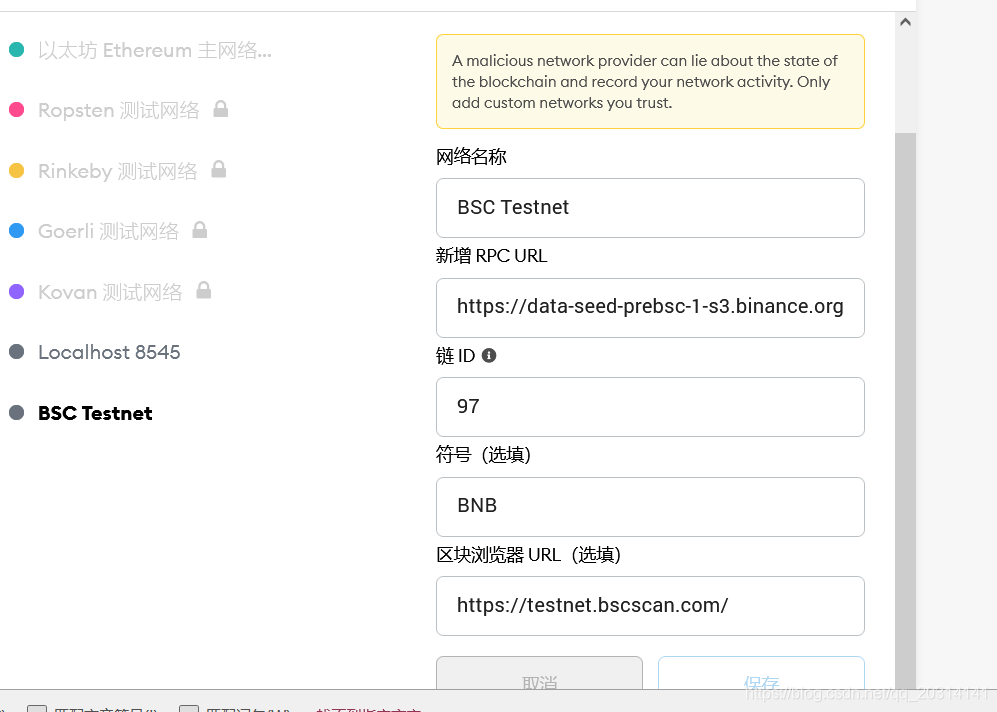 以太坊 Ethereum 主网络...
Ropsten 测试网络
Rinkeby 测试网络
Goerli 测试网络
Kovan 测试网络
Localhost 8545
BSC Testnet
A malicious network provider can lie about the state of
the blockchain and record your network activity. Only
add custom networks you trust.
网络名称
BSC Testnet
新增 RPC URL
https://data-seed-prebsc-1-s3.binance.org
链 ID
97
符号（选填）
BNB
区块浏览器 URL（选填）
https://testnet.bscscan.com/
取消
保存
https://blog.csdn.net/qq_20314141